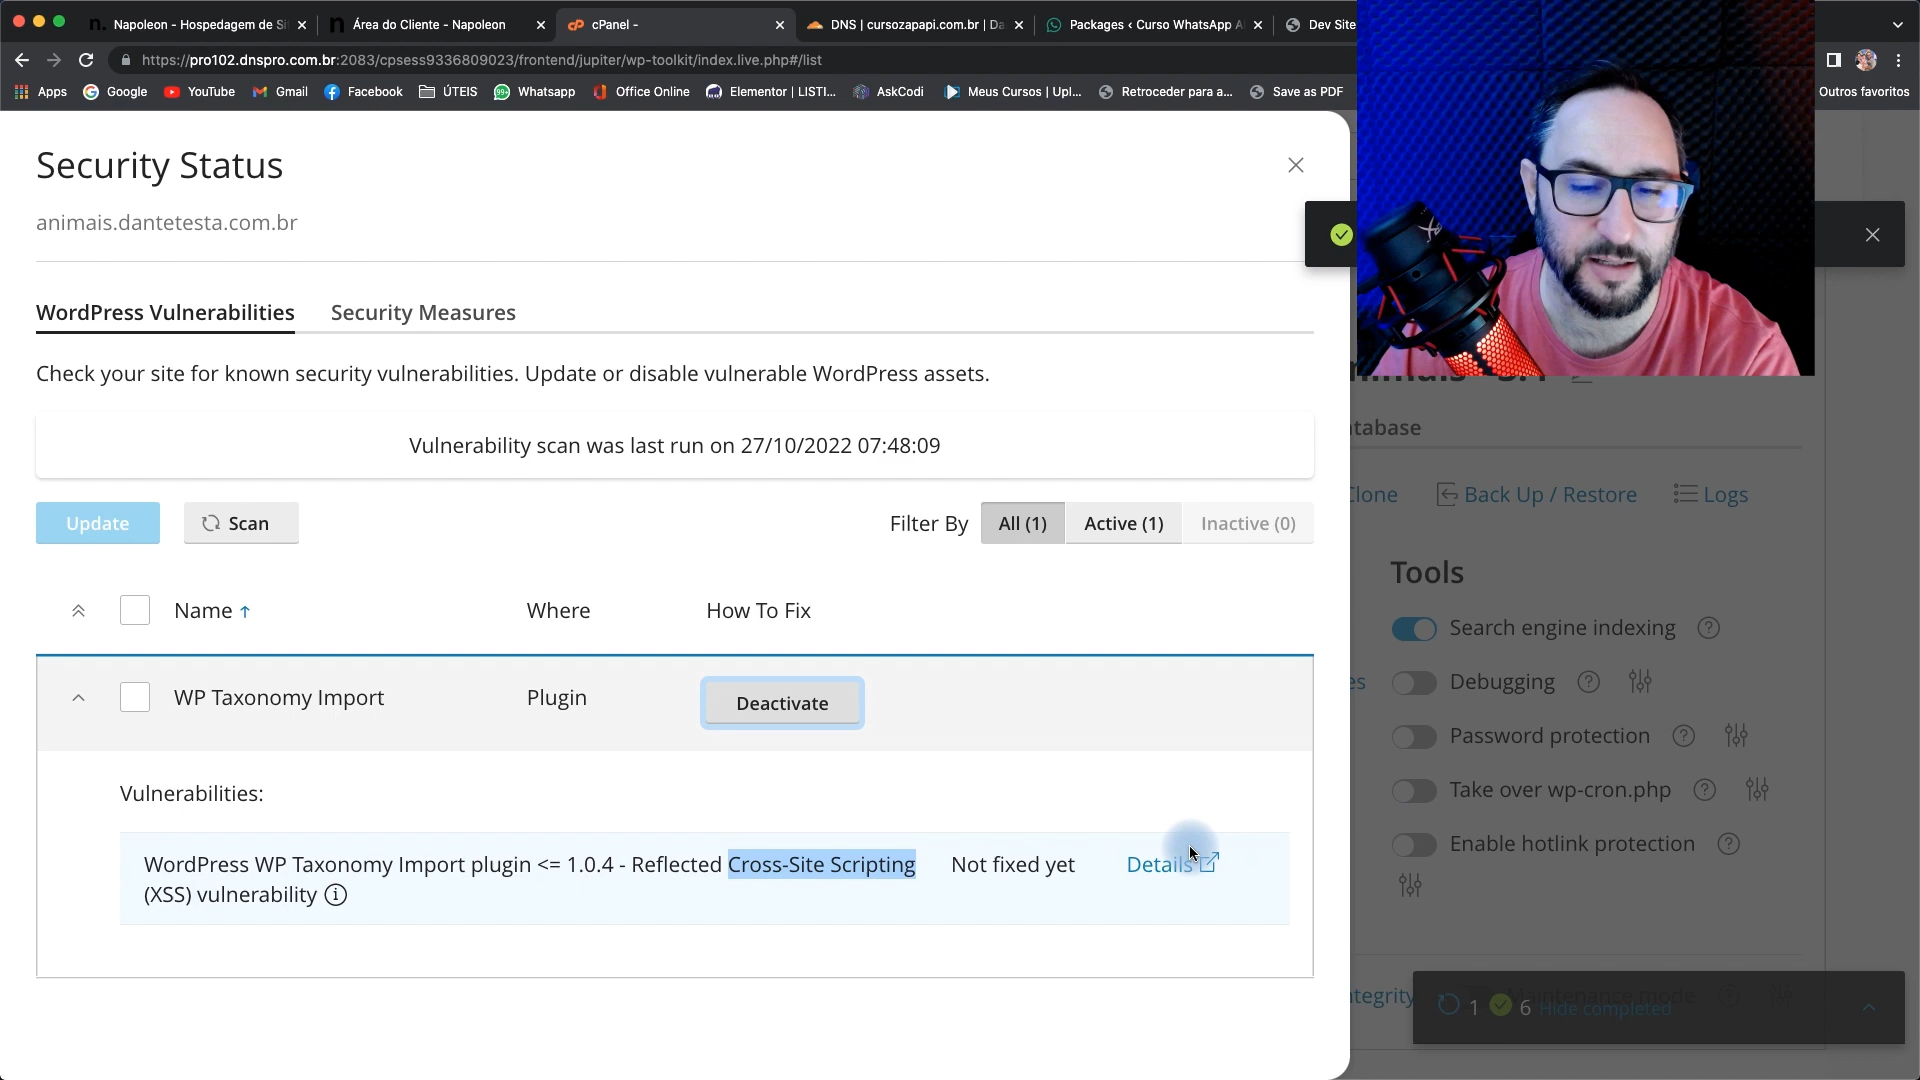 Napoleon - Hospedagem de Si
Área do Cliente - Napoleon
cPanel -
DNS | cursozapapi.com.br | Da
Packages ‹ Curso WhatsApp A
Dev Site
https://pro102.dnspro.com.br:2083/cpsess9336809023/frontend/jupiter/wp-toolkit/index.live.php#/list
Apps
Google
YouTube
Gmail
Facebook
ÚTEIS
Whatsapp
Office Online
Elementor | LISTI...
AskCodi
Meus Cursos | Upl...
Retroceder para a...
Save as PDF
Outros favoritos
Security Status
animais.dantetesta.com.br
WordPress Vulnerabilities
Security Measures
Check your site for known security vulnerabilities. Update or disable vulnerable WordPress assets.
Vulnerability scan was last run on 27/10/2022 07:48:09
Update
Scan
Filter By
All (1)
Active (1)
Inactive (0)
Name ↑
Where
How To Fix
WP Taxonomy Import
Plugin
Deactivate
Vulnerabilities:
WordPress WP Taxonomy Import plugin <= 1.0.4 - Reflected Cross-Site Scripting
(XSS) vulnerability
Not fixed yet
Details
tabase
Clone
Back Up / Restore
Logs
Tools
Search engine indexing
es
Debugging
Password protection
Take over wp-cron.php
Enable hotlink protection
ntegrity
Maintenance mode
1
6
Hide completed